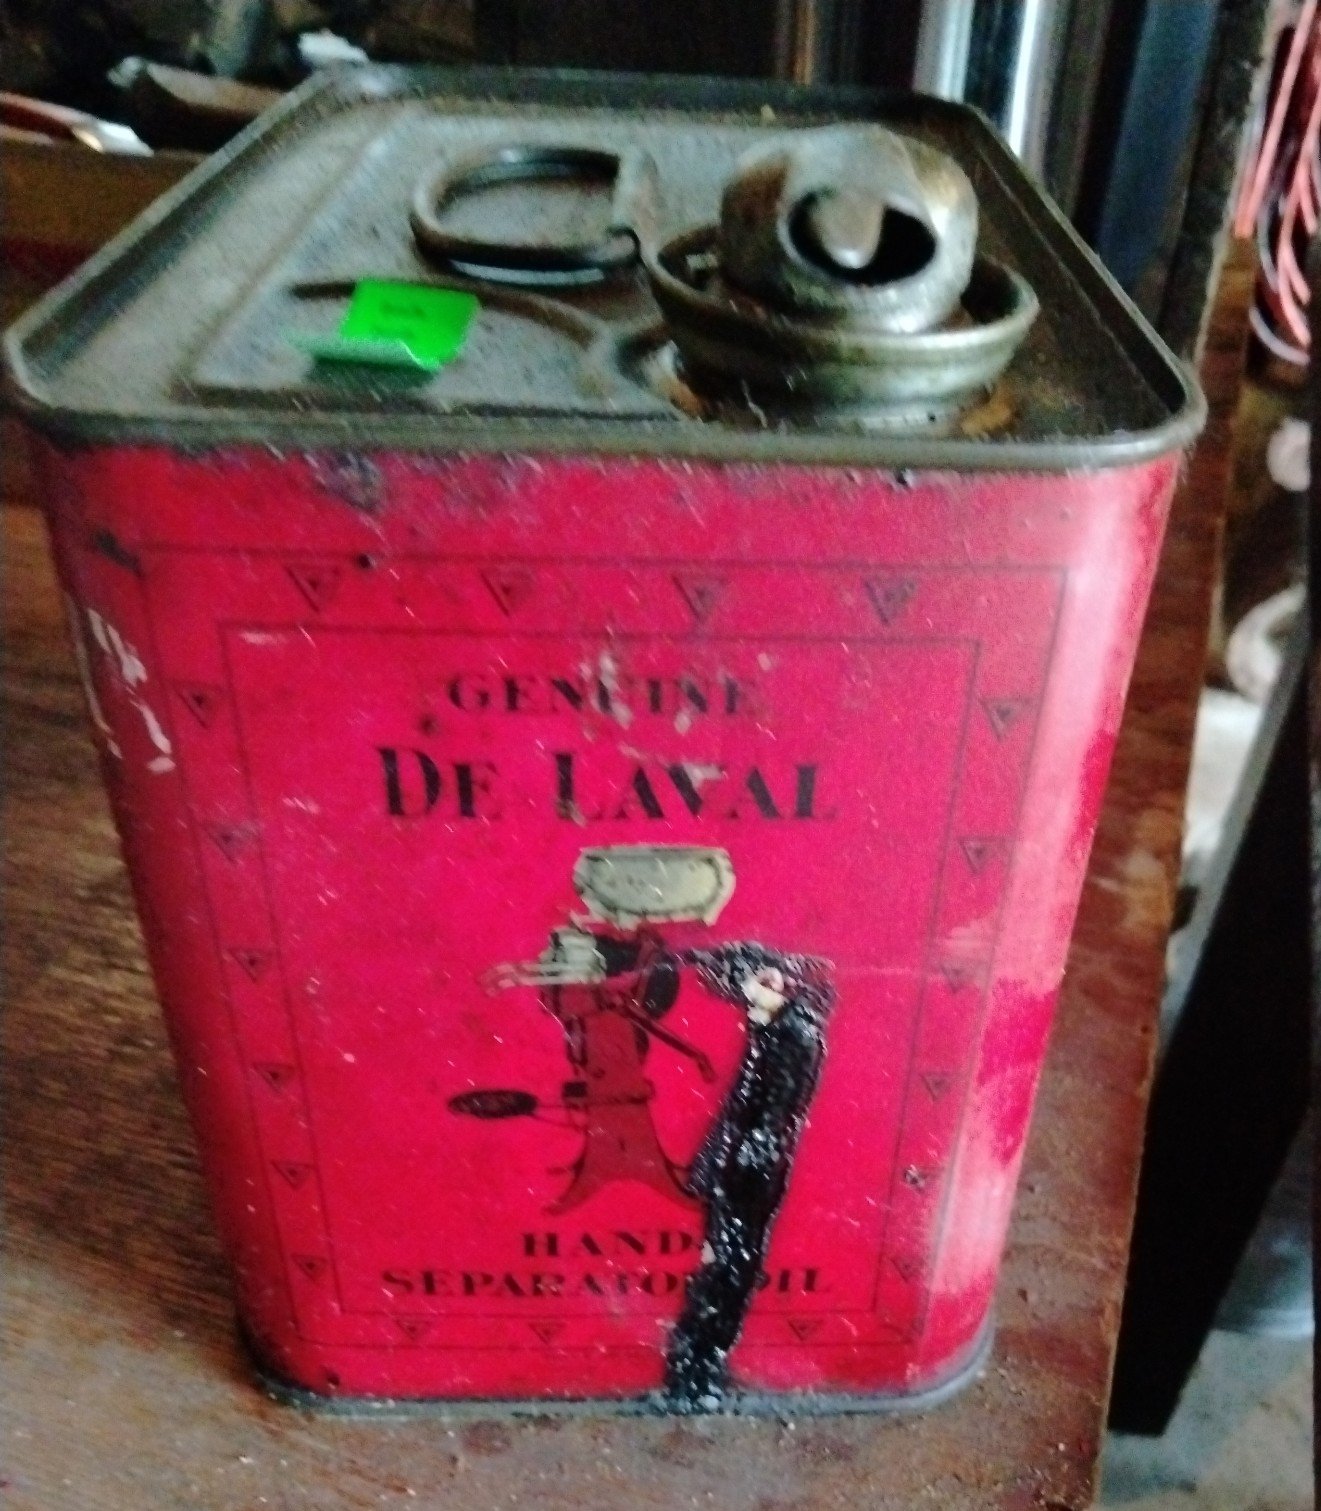 GENUINE
DE LAVAL
HAND
SEPARATOR OIL